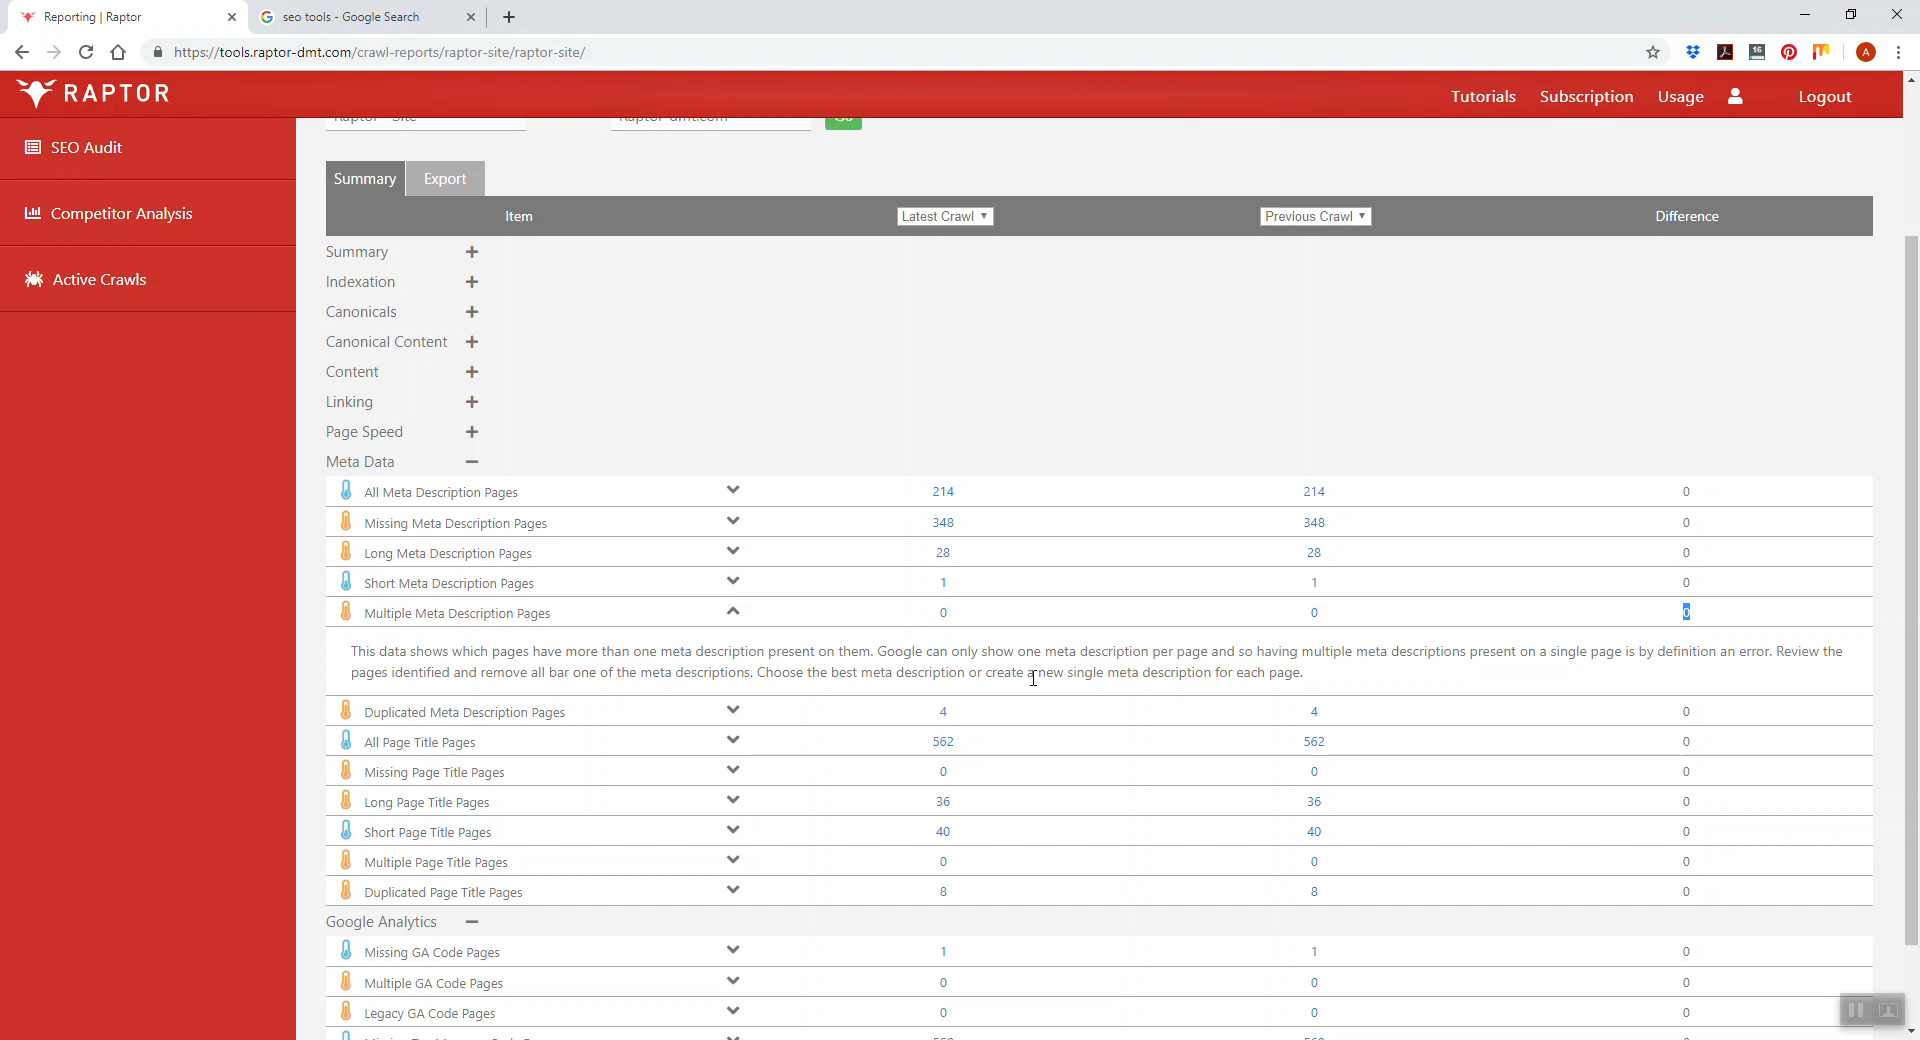 Reporting | Raptor
seo tools - Google Search
https://tools.raptor-dmt.com/crawl-reports/raptor-site/raptor-site/
16
A
RAPTOR
Tutorials
Subscription
Usage
Logout
SEO Audit
Competitor Analysis
Active Crawls
Summary Export
Item Latest Crawl Previous Crawl Difference
Summary
Indexation
Canonicals
Canonical Content
Content
Linking
Page Speed
Meta Data
All Meta Description Pages 214 214 0
Missing Meta Description Pages 348 348 0
Long Meta Description Pages 28 28 0
Short Meta Description Pages 1 1 0
Multiple Meta Description Pages 0 0 0
This data shows which pages have more than one meta description present on them. Google can only show one meta description per page and so having multiple meta descriptions present on a single page is by definition an error. Review the
pages identified and remove all bar one of the meta descriptions. Choose the best meta description or create a new single meta description for each page.
Duplicated Meta Description Pages 4 4 0
All Page Title Pages 562 562 0
Missing Page Title Pages 0 0 0
Long Page Title Pages 36 36 0
Short Page Title Pages 40 40 0
Multiple Page Title Pages 0 0 0
Duplicated Page Title Pages 8 8 0
Google Analytics
Missing GA Code Pages 1 1 0
Multiple GA Code Pages 0 0 0
Legacy GA Code Pages 0 0 0